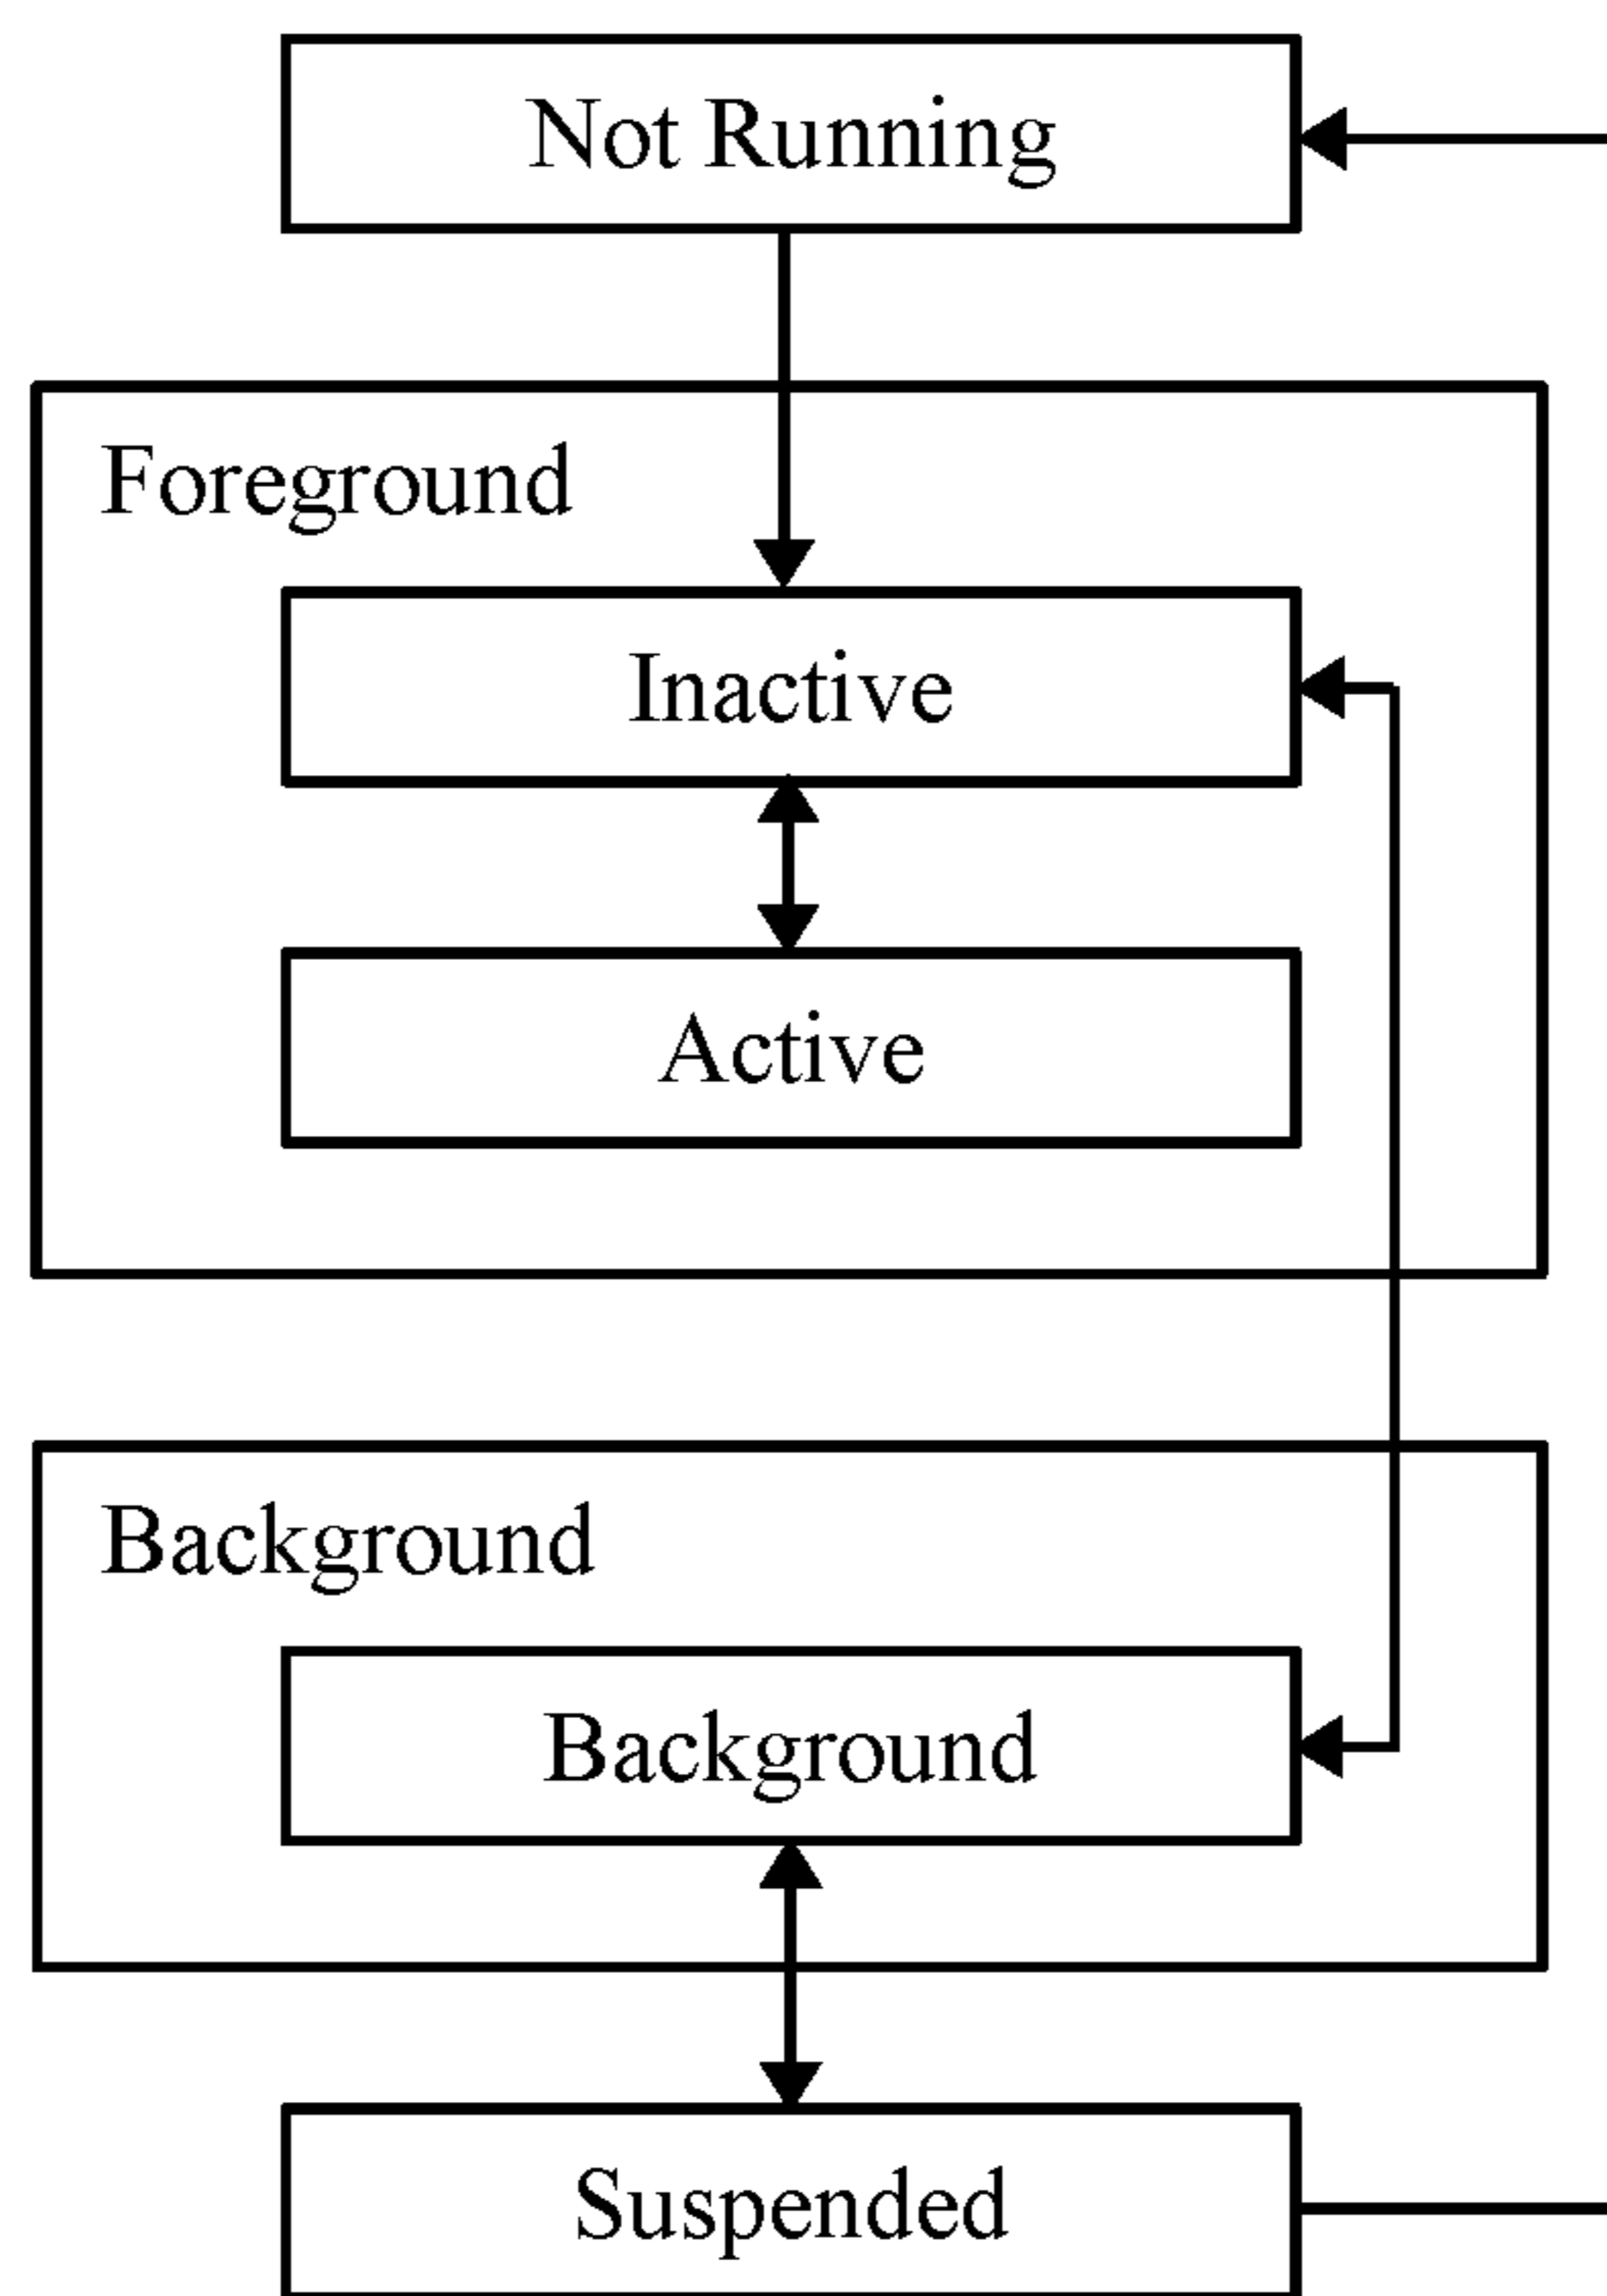 Not Running
Foreground
Inactive
Active
Background
Background
Suspended